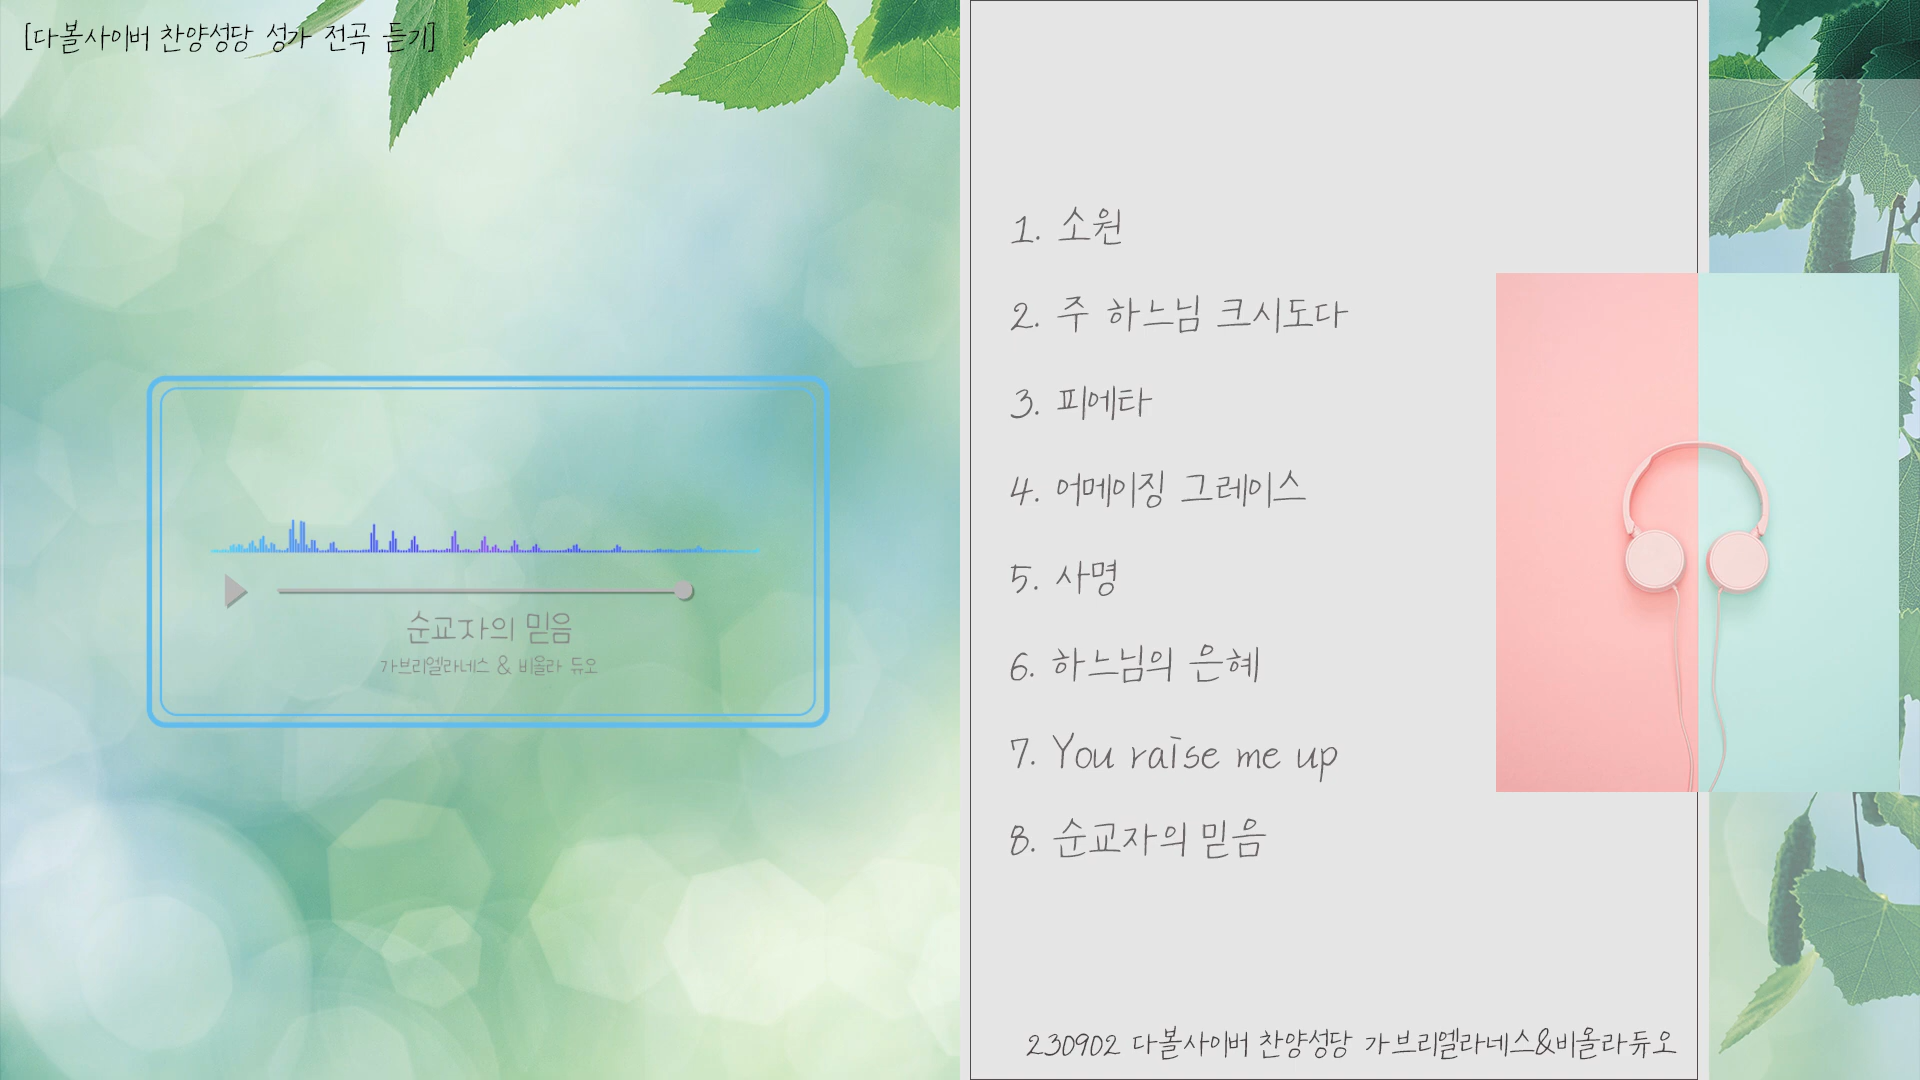 [다볼사이버 찬양성당 성가 전곡 듣기]
순교자의 믿음
가브리엘라네스 & 비올라 듀오
1. 소원
2. 주 하느님 크시도다
3. 피에타
4. 어메이징 그레이스
5. 사명
6. 하느님의 은혜
7. You raise me up
8. 순교자의 믿음
230902 다볼사이버 찬양성당 가브리엘라네스&비올라듀오